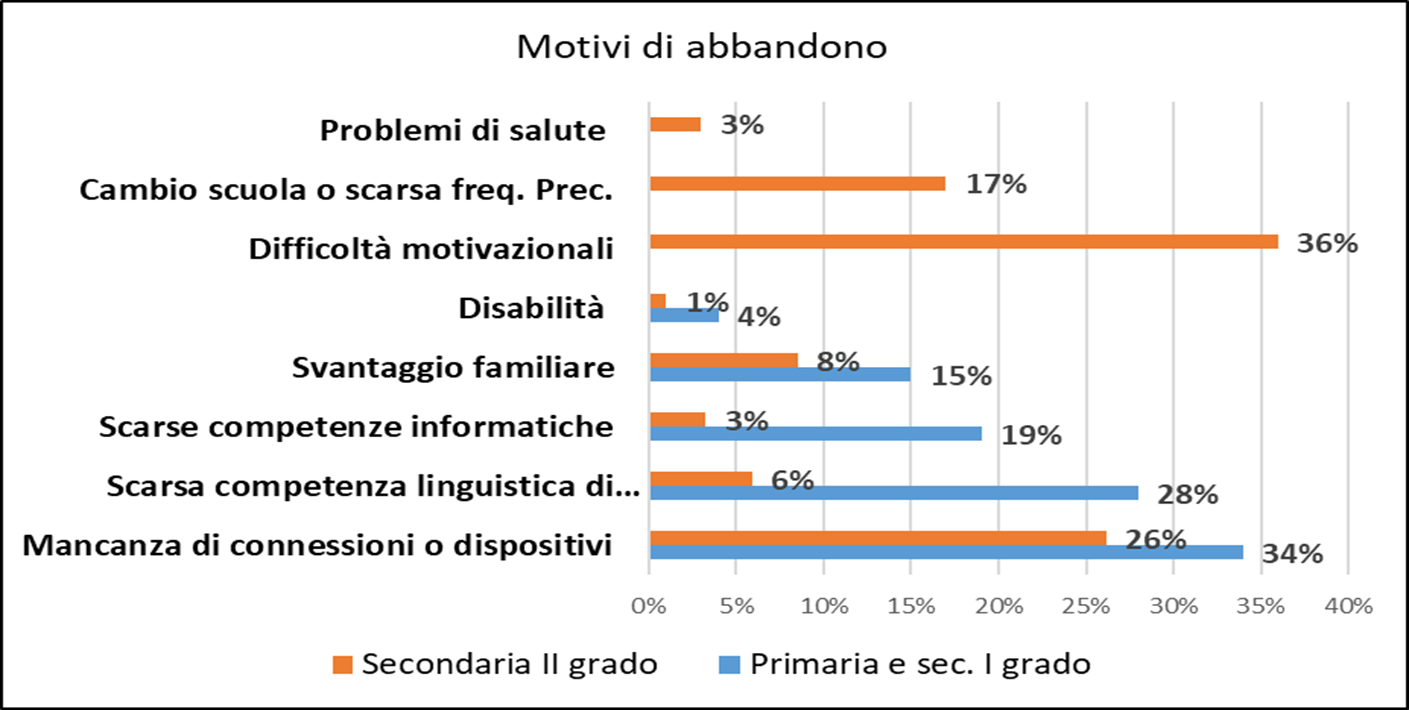 Motivi di abbandono
Problemi di salute 3%
Cambio scuola o scarsa freq. Prec. 17%
Difficoltà motivazionali 36%
Disabilità 1% 4%
Svantaggio familiare 8% 15%
Scarse competenze informatiche 3% 19%
Scarsa competenza linguistica di... 6% 28%
Mancanza di connessioni o dispositivi 26% 34%
0% 5% 10% 15% 20% 25% 30% 35% 40%
Secondaria II grado Primaria e sec. I grado